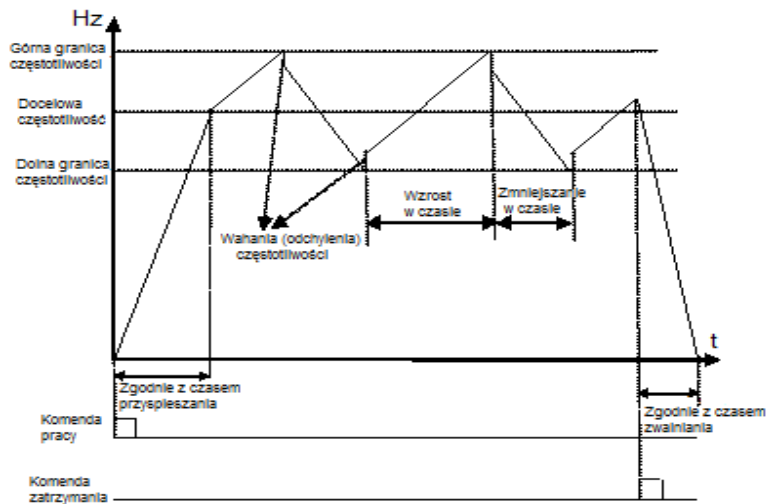 Hz
Górna granica
częstotliwości
Docelowa
częstotliwość
Dolna granica
częstotliwości
Wzrost
w czasie
Zmniejszanie
w czasie
Wahania (odchylenia)
częstotliwości
t
Zgodnie z czasem
przyspieszania
Zgodnie z czasem
zwalniania
Komenda
pracy
Komenda
zatrzymania